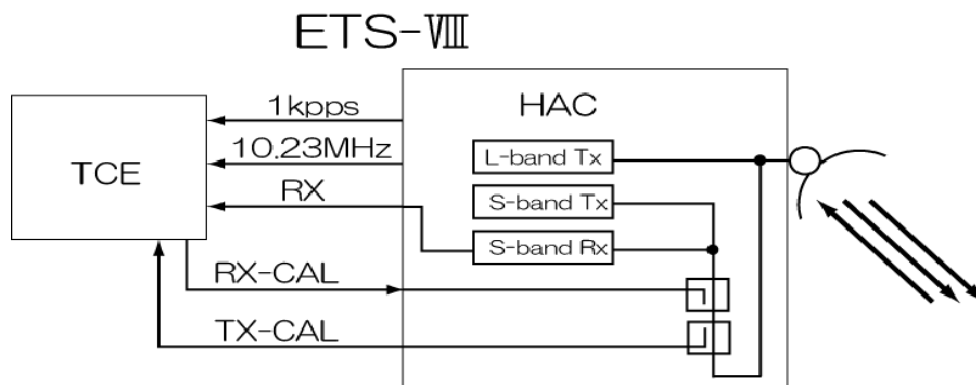 ETS-Ⅷ
1kpps
HAC
10.23MHz
L-band Tx
TCE
RX
S-band Tx
S-band Rx
RX-CAL
TX-CAL